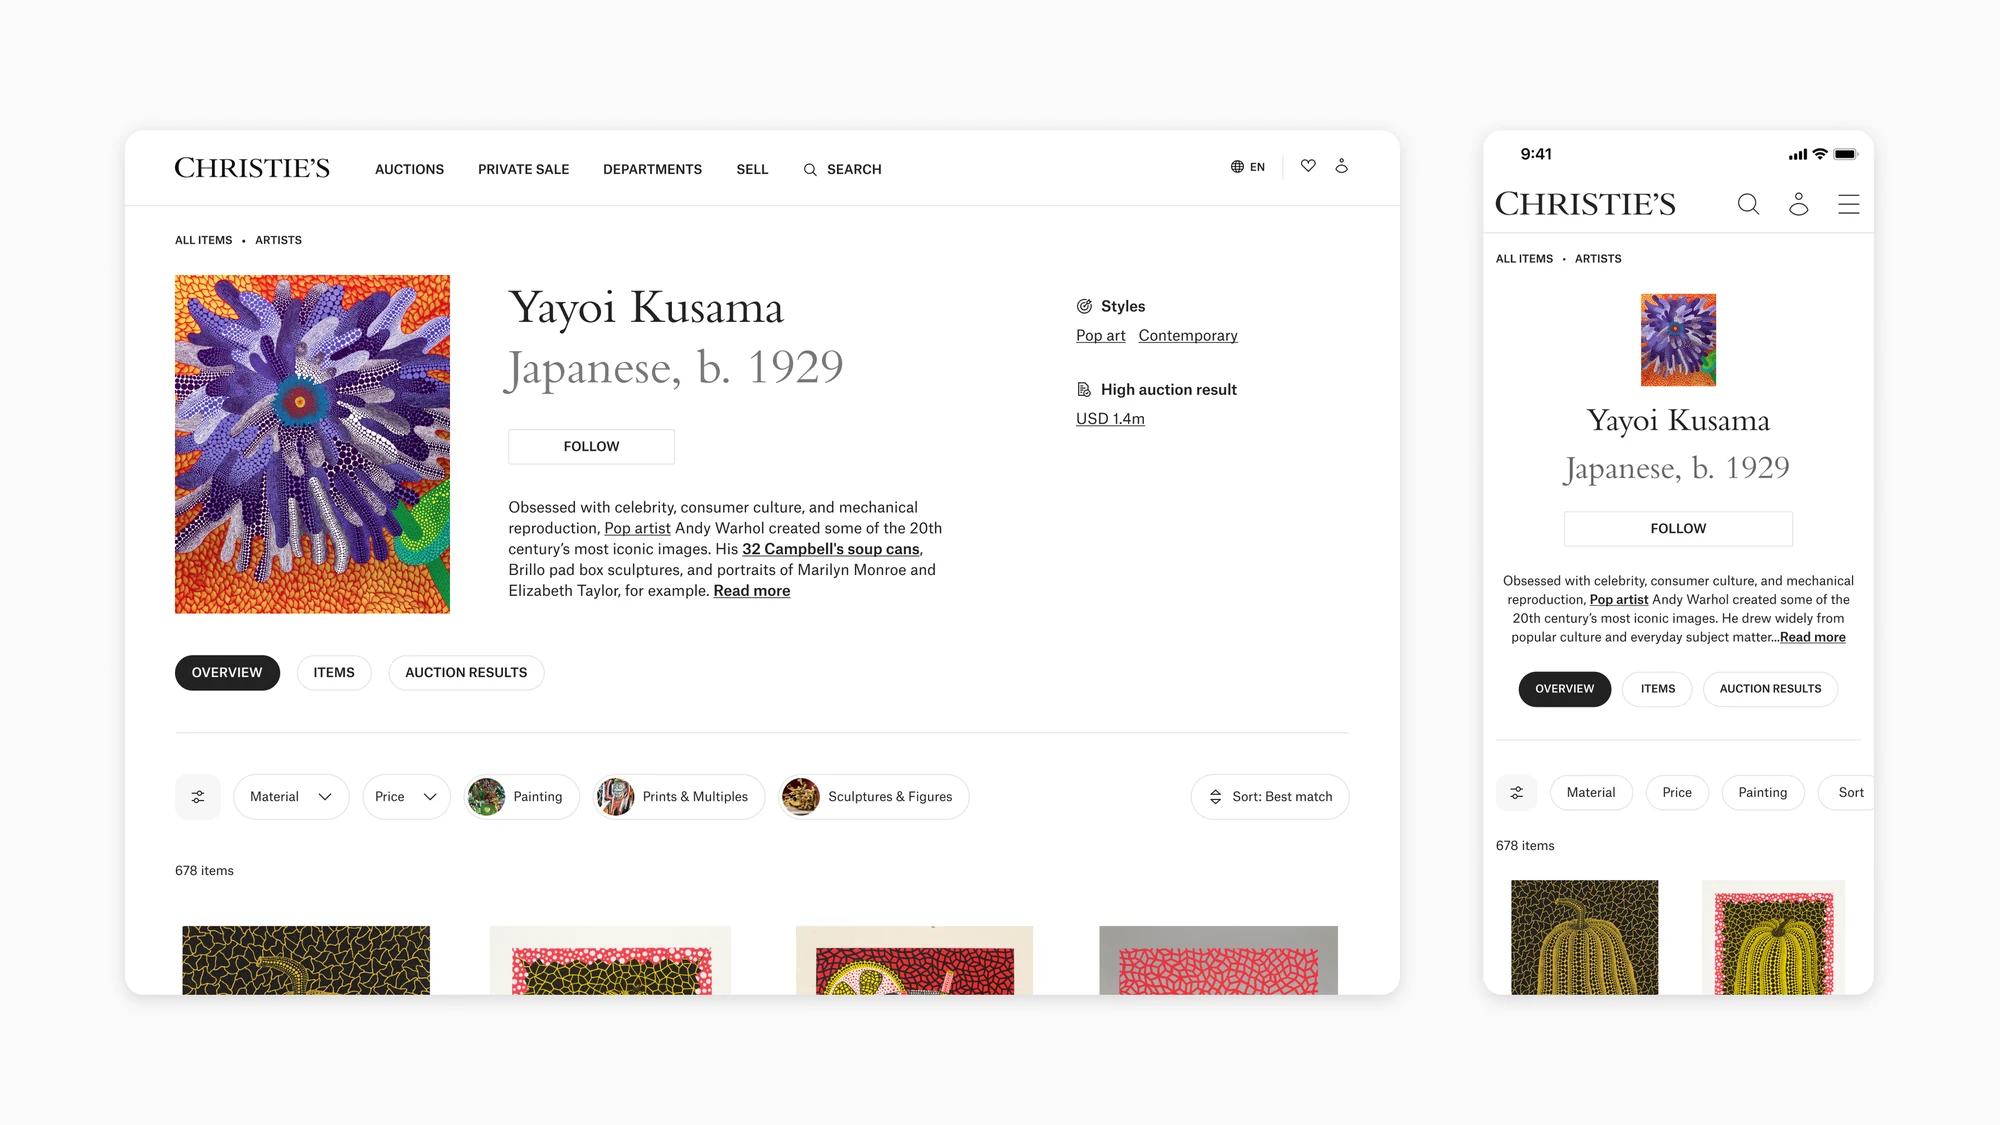 CHRISTIE'S
AUCTIONS
PRIVATE SALE
DEPARTMENTS
SELL
SEARCH
EN
ALL ITEMS • ARTISTS
Yayoi Kusama
Japanese, b. 1929
FOLLOW
Obsessed with celebrity, consumer culture, and mechanical
reproduction, Pop artist Andy Warhol created some of the 20th
century's most iconic images. His 32 Campbell's soup cans,
Brillo pad box sculptures, and portraits of Marilyn Monroe and
Elizabeth Taylor, for example. Read more
Styles
Pop art Contemporary
High auction result
USD 1.4m
OVERVIEW
ITEMS
AUCTION RESULTS
Material
Price
Painting
Prints & Multiples
Sculptures & Figures
Sort: Best match
678 items
9:41
CHRISTIE'S
ALL ITEMS • ARTISTS
Yayoi Kusama
Japanese, b. 1929
FOLLOW
Obsessed with celebrity, consumer culture, and mechanical
reproduction, Pop artist Andy Warhol created some of the
20th century's most iconic images. He drew widely from
popular culture and everyday subject matter...Read more
OVERVIEW
ITEMS
AUCTION RESULTS
Material
Price
Painting
Sort
678 items